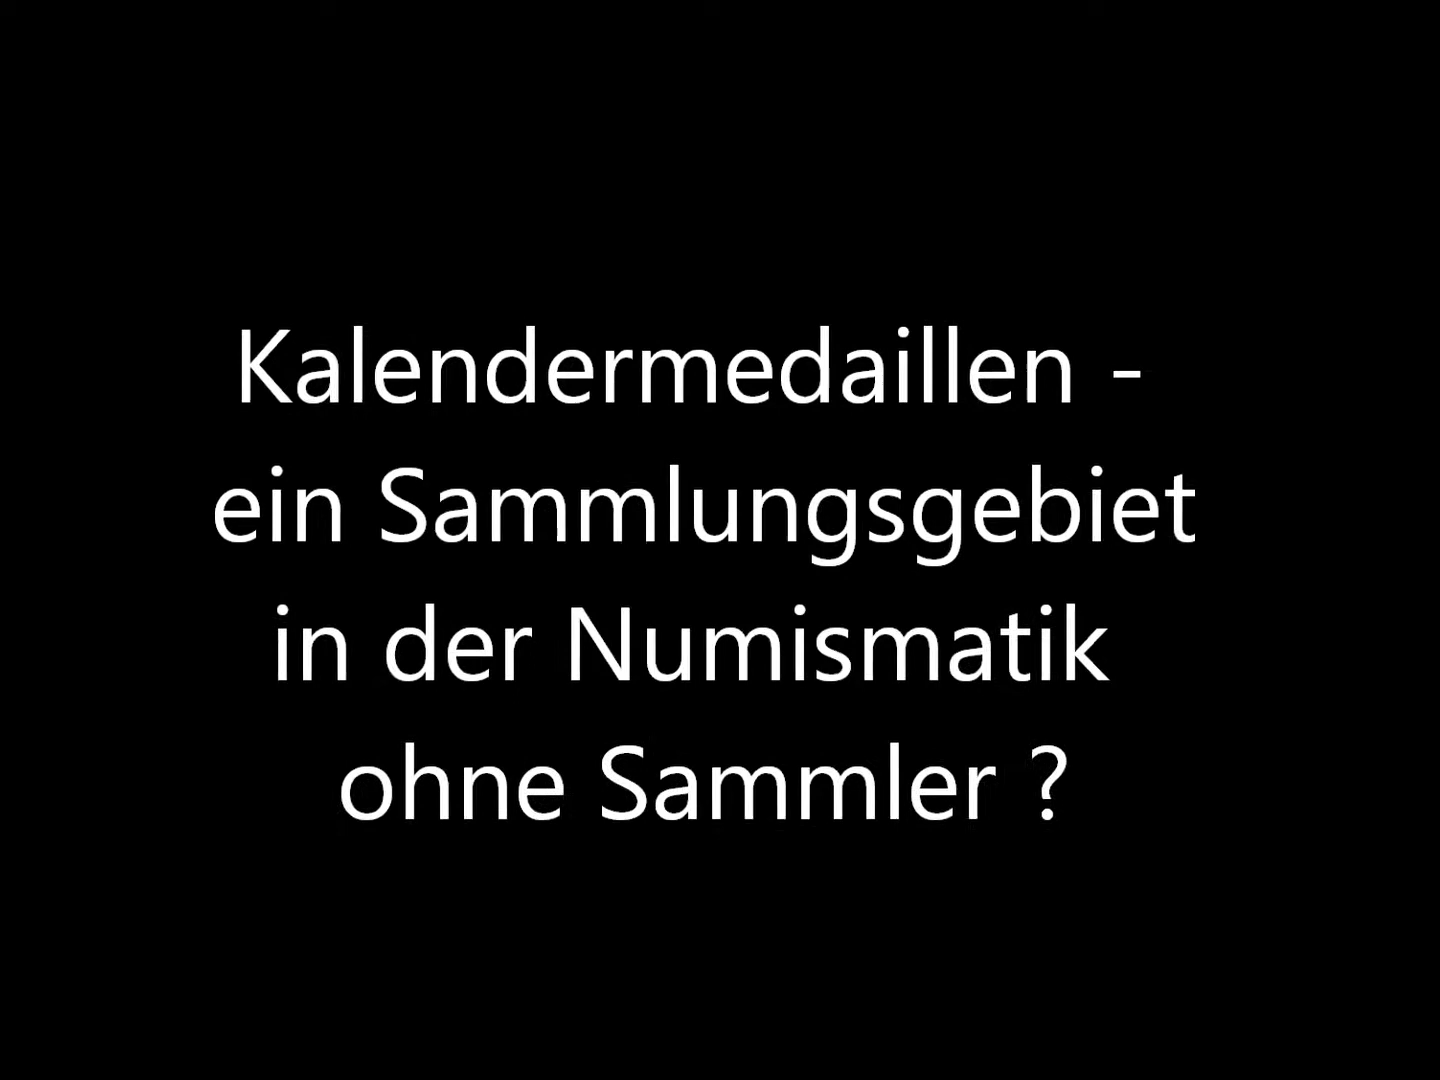 Kalendermedaillen -
ein Sammlungsgebiet
in der Numismatik
ohne Sammler ?